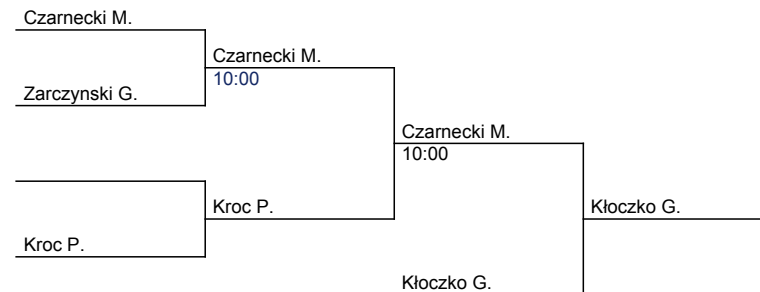 Czarnecki M.
Czarnecki M.
10:00
Zarczynski G.
Czarnecki M.
10:00
Kroc P.
Kłoczko G.
Kroc P.
Kłoczko G.